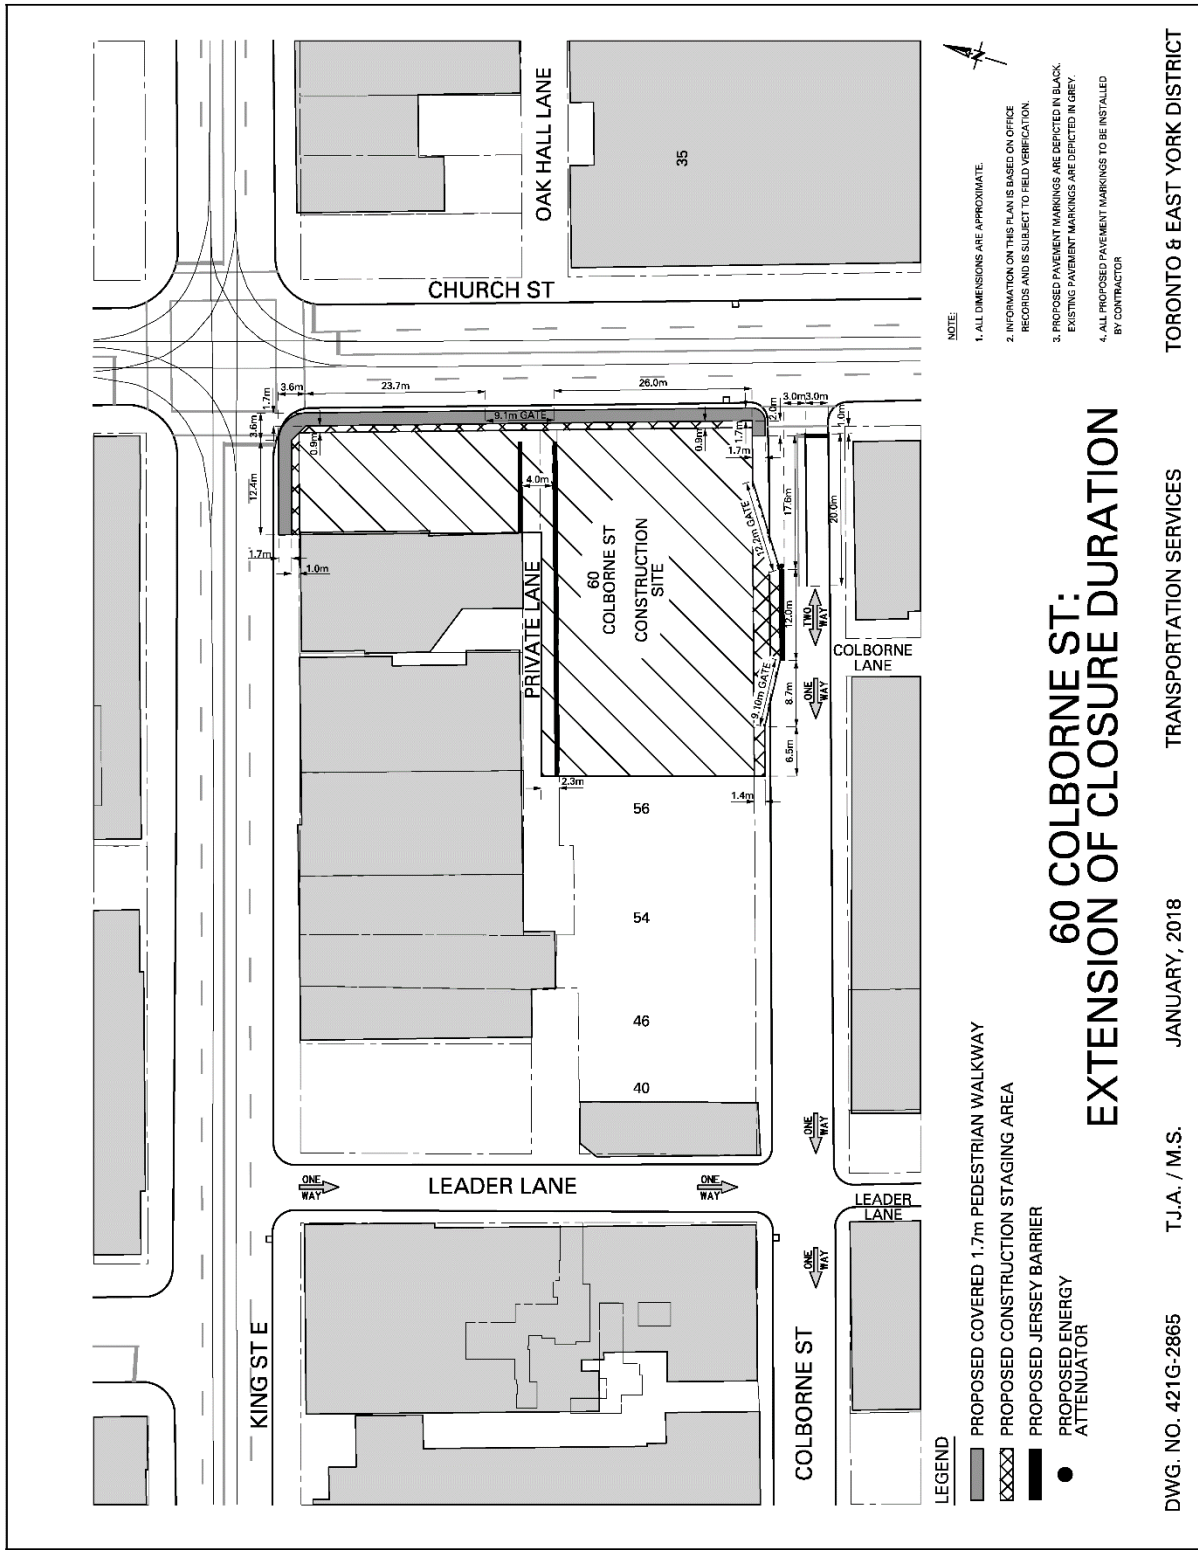 OAK HALL LANE
35
CHURCH ST
3.6m
23.7m
26.0m
1.7m
3.6m
9.1m GATE
2.0m
3.0m
3.0m
1.0m
0.9m
0.9m
1.7m
1.7m
12.4m
4.0m
17.6m
20.0m
12.2m GATE
1.7m
1.0m
PRIVATE LANE
60
COLBORNE ST
CONSTRUCTION
SITE
12.0m
TWO
WAY
COLBORNE
LANE
9.10m GATE
8.7m
ONE
WAY
6.5m
2.3m
1.4m
56
54
46
40
ONE
WAY
ONE
WAY
LEADER LANE
ONE
WAY
LEADER
LANE
KING ST E
COLBORNE ST
ONE
WAY
N
NOTE:
1. ALL DIMENSIONS ARE APPROXIMATE.
2. INFORMATION ON THIS PLAN IS BASED ON OFFICE
RECORDS AND IS SUBJECT TO FIELD VERIFICATION.
3. PROPOSED PAVEMENT MARKINGS ARE DEPICTED IN BLACK.
EXISTING PAVEMENT MARKINGS ARE DEPICTED IN GREY.
4. ALL PROPOSED PAVEMENT MARKINGS TO BE INSTALLED
BY CONTRACTOR
LEGEND
PROPOSED COVERED 1.7m PEDESTRIAN WALKWAY
PROPOSED CONSTRUCTION STAGING AREA
PROPOSED JERSEY BARRIER
PROPOSED ENERGY
ATTENUATOR
60 COLBORNE ST:
EXTENSION OF CLOSURE DURATION
DWG. NO. 421G-2865
T.J.A. / M.S.
JANUARY, 2018
TRANSPORTATION SERVICES
TORONTO & EAST YORK DISTRICT